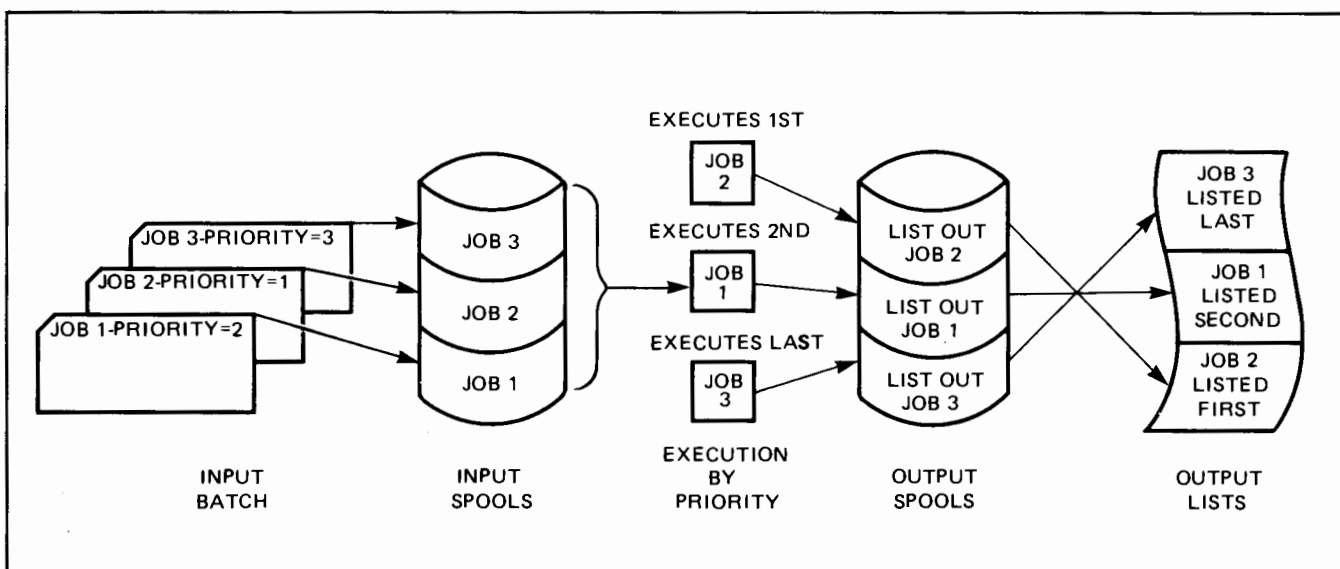 JOB 3-PRIORITY=3
JOB 2-PRIORITY=1
JOB 1-PRIORITY=2
INPUT
BATCH
JOB 3
JOB 2
JOB 1
INPUT
SPOOLS
EXECUTES 1ST
JOB
2
EXECUTES 2ND
JOB
1
EXECUTES LAST
JOB
3
EXECUTION
BY
PRIORITY
LIST OUT
JOB 2
LIST OUT
JOB 1
LIST OUT
JOB 3
OUTPUT
SPOOLS
JOB 3
LISTED
LAST
JOB 1
LISTED
SECOND
JOB 2
LISTED
FIRST
OUTPUT
LISTS